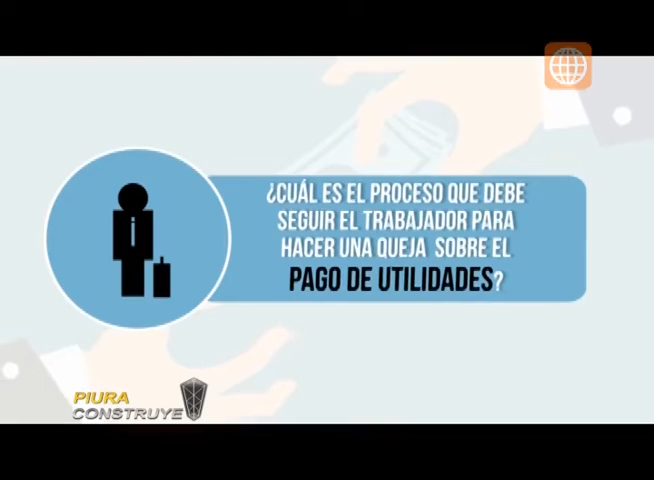 ¿CUÁL ES EL PROCESO QUE DEBE
SEGUIR EL TRABAJADOR PARA
HACER UNA QUEJA SOBRE EL
PAGO DE UTILIDADES?
PIURA
CONSTRUYE